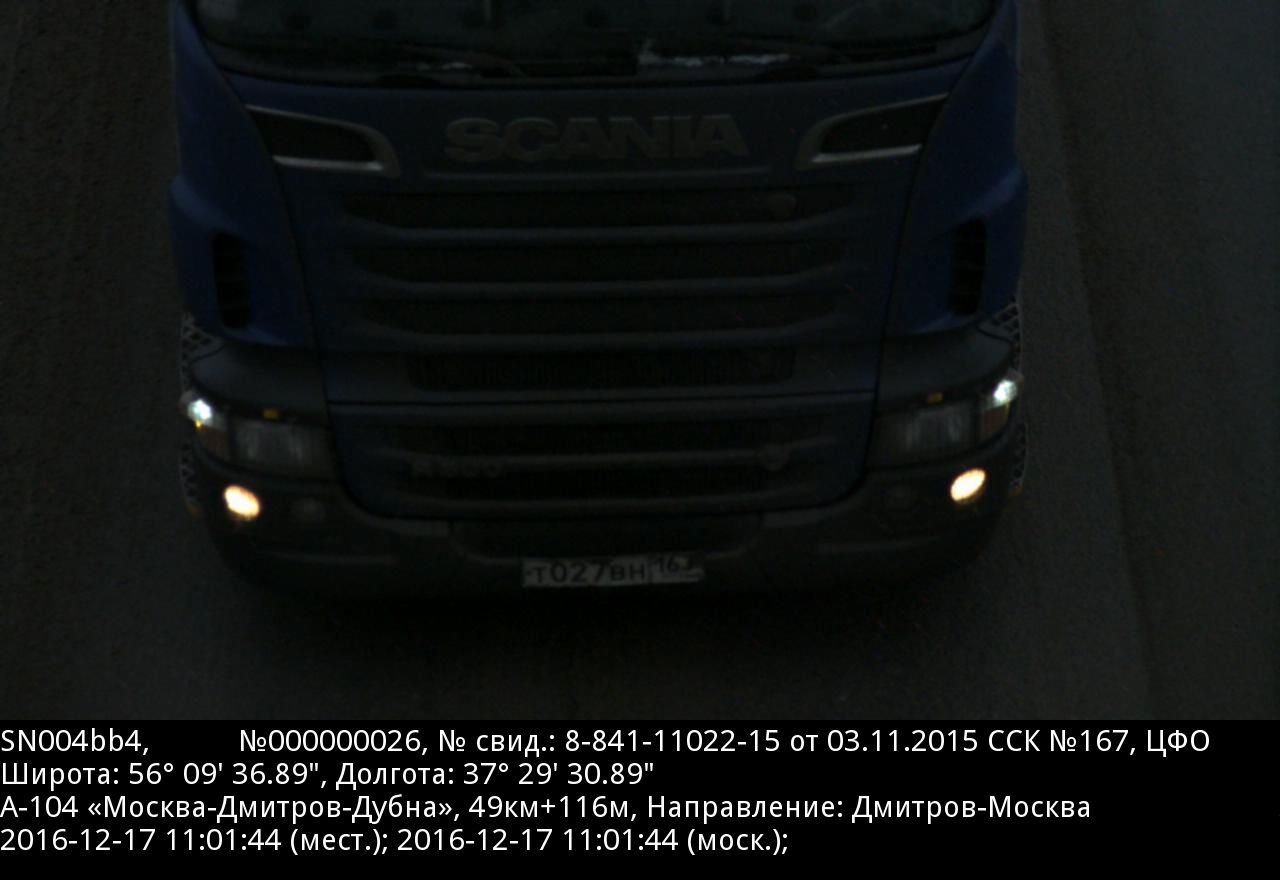 SCANIA
Т027ВН 163
SN004bb4, №000000026, № свид.: 8-841-11022-15 от 03.11.2015 ССК №167, ЦФО
Широта: 56° 09' 36.89", Долгота: 37° 29' 30.89"
А-104 «Москва-Дмитров-Дубна», 49км+116м, Направление: Дмитров-Москва
2016-12-17 11:01:44 (мест.); 2016-12-17 11:01:44 (моск.);